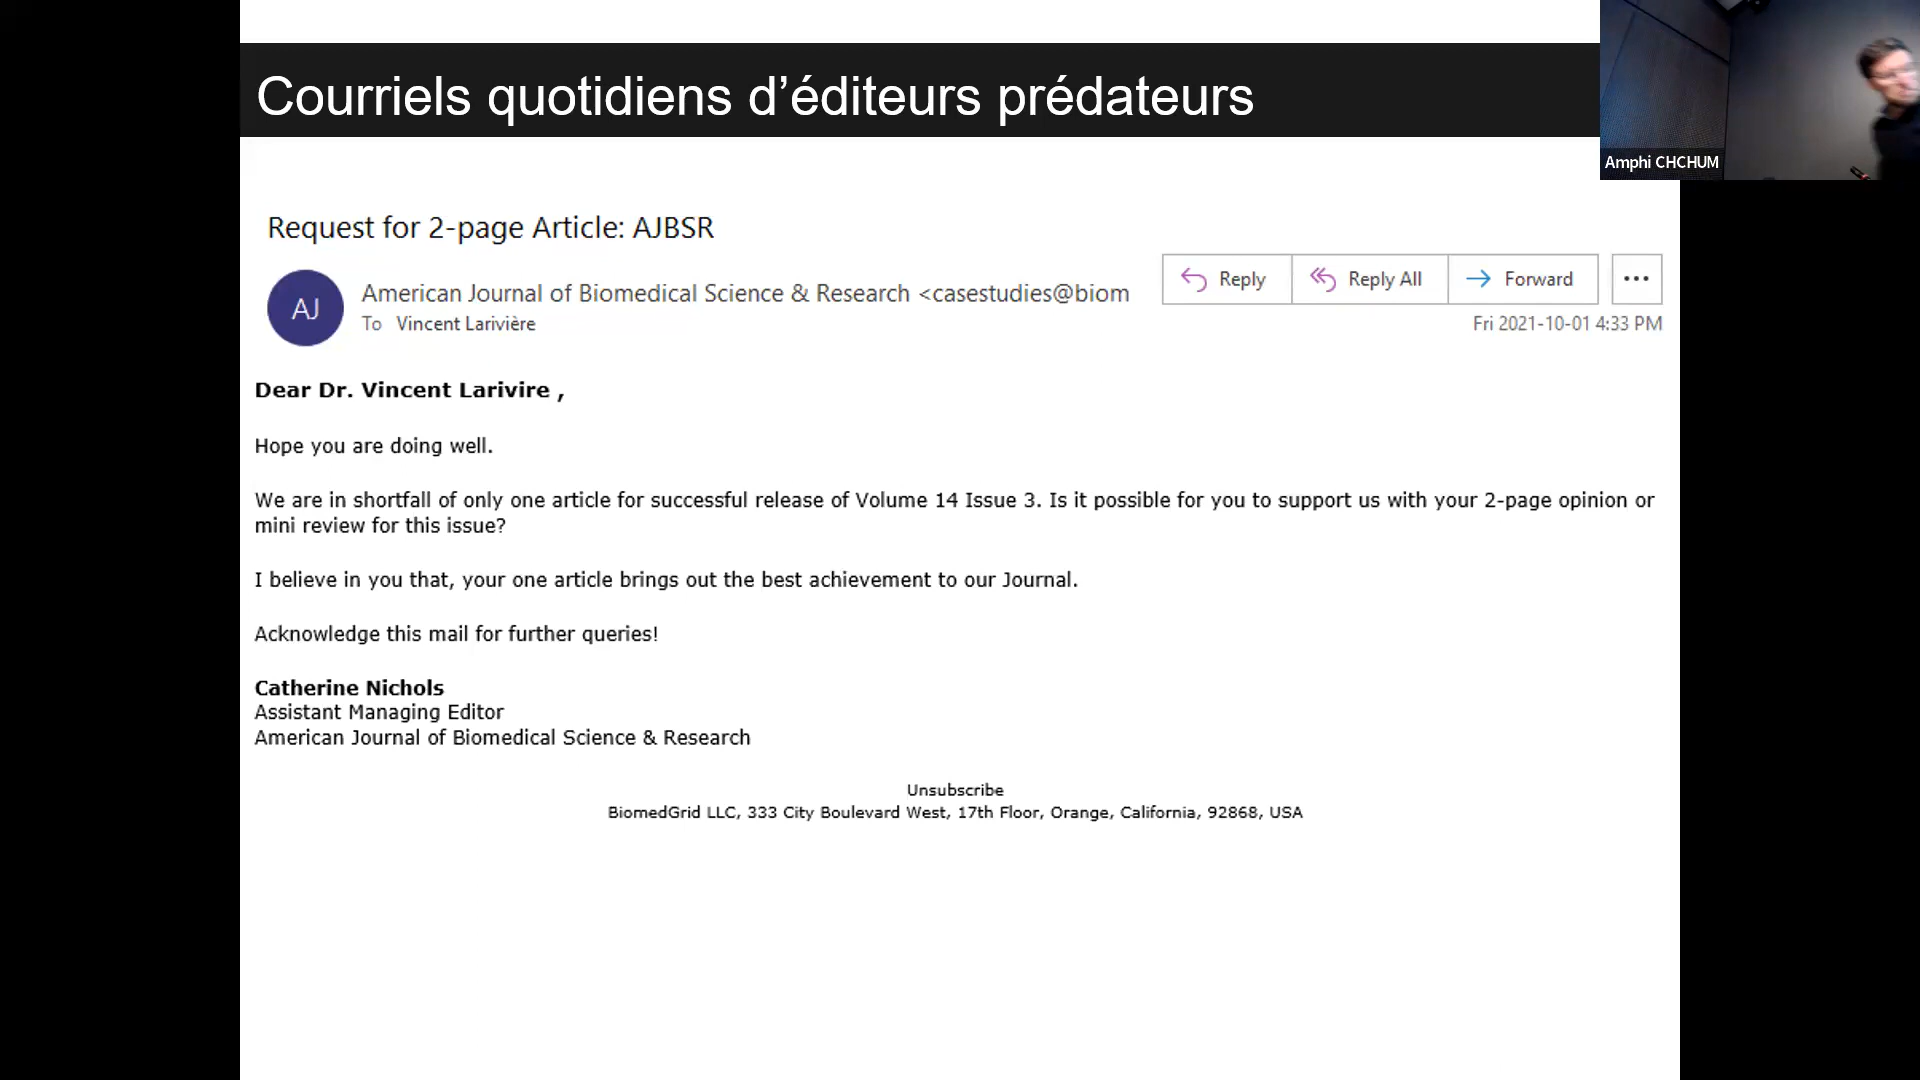 Courriels quotidiens d’éditeurs prédateurs
Amphi CHCHUM
Request for 2-page Article: AJBSR
AJ
American Journal of Biomedical Science & Research <casestudies@biom
To Vincent Larivière
Reply
Reply All
Forward
Fri 2021-10-01 4:33 PM
Dear Dr. Vincent Larivire ,
Hope you are doing well.
We are in shortfall of only one article for successful release of Volume 14 Issue 3. Is it possible for you to support us with your 2-page opinion or
mini review for this issue?
I believe in you that, your one article brings out the best achievement to our Journal.
Acknowledge this mail for further queries!
Catherine Nichols
Assistant Managing Editor
American Journal of Biomedical Science & Research
Unsubscribe
BiomedGrid LLC, 333 City Boulevard West, 17th Floor, Orange, California, 92868, USA